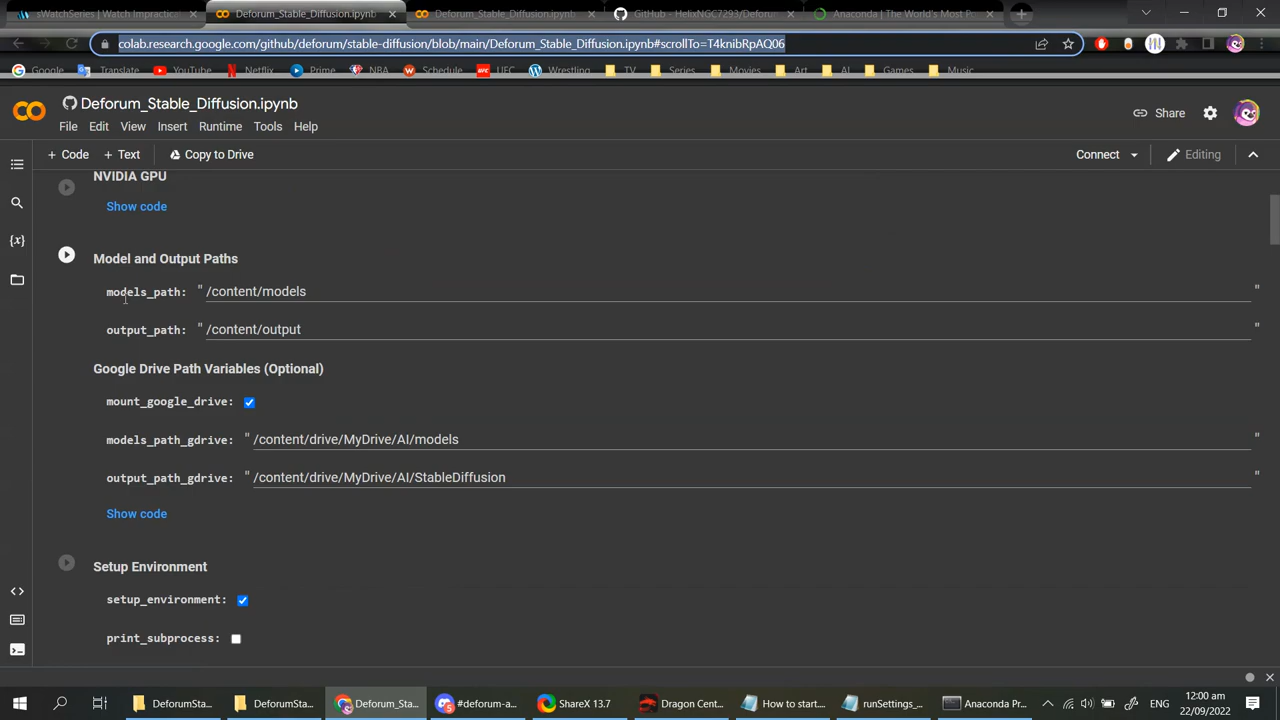 sWatchSeries | Watch Impractica
Deforum_Stable_Diffusion.ipynb
Deforum_Stable_Diffusion.ipynb
GitHub - HelixNGC7293/Deforum
Anaconda | The World's Most Po
colab.research.google.com/github/deforum/stable-diffusion/blob/main/Deforum_Stable_Diffusion.ipynb#scrollTo=T4knibRpAQ06
Google Translate YouTube Netflix Prime NBA Schedule UFC Wrestling TV Series Movies Art AI Games Music
Deforum_Stable_Diffusion.ipynb
Share
File Edit View Insert Runtime Tools Help
+ Code + Text Copy to Drive Connect Editing
NVIDIA GPU
Show code
Model and Output Paths
models_path: "/content/models "
output_path: "/content/output "
Google Drive Path Variables (Optional)
mount_google_drive:
models_path_gdrive: "/content/drive/MyDrive/AI/models "
output_path_gdrive: "/content/drive/MyDrive/AI/StableDiffusion "
Show code
Setup Environment
setup_environment:
print_subprocess:
DeforumSta... DeforumSta... Deforum_Sta... #deforum-a... ShareX 13.7 Dragon Cent... How to start... runSettings_... Anaconda Pr... ENG 12:00 am
22/09/2022